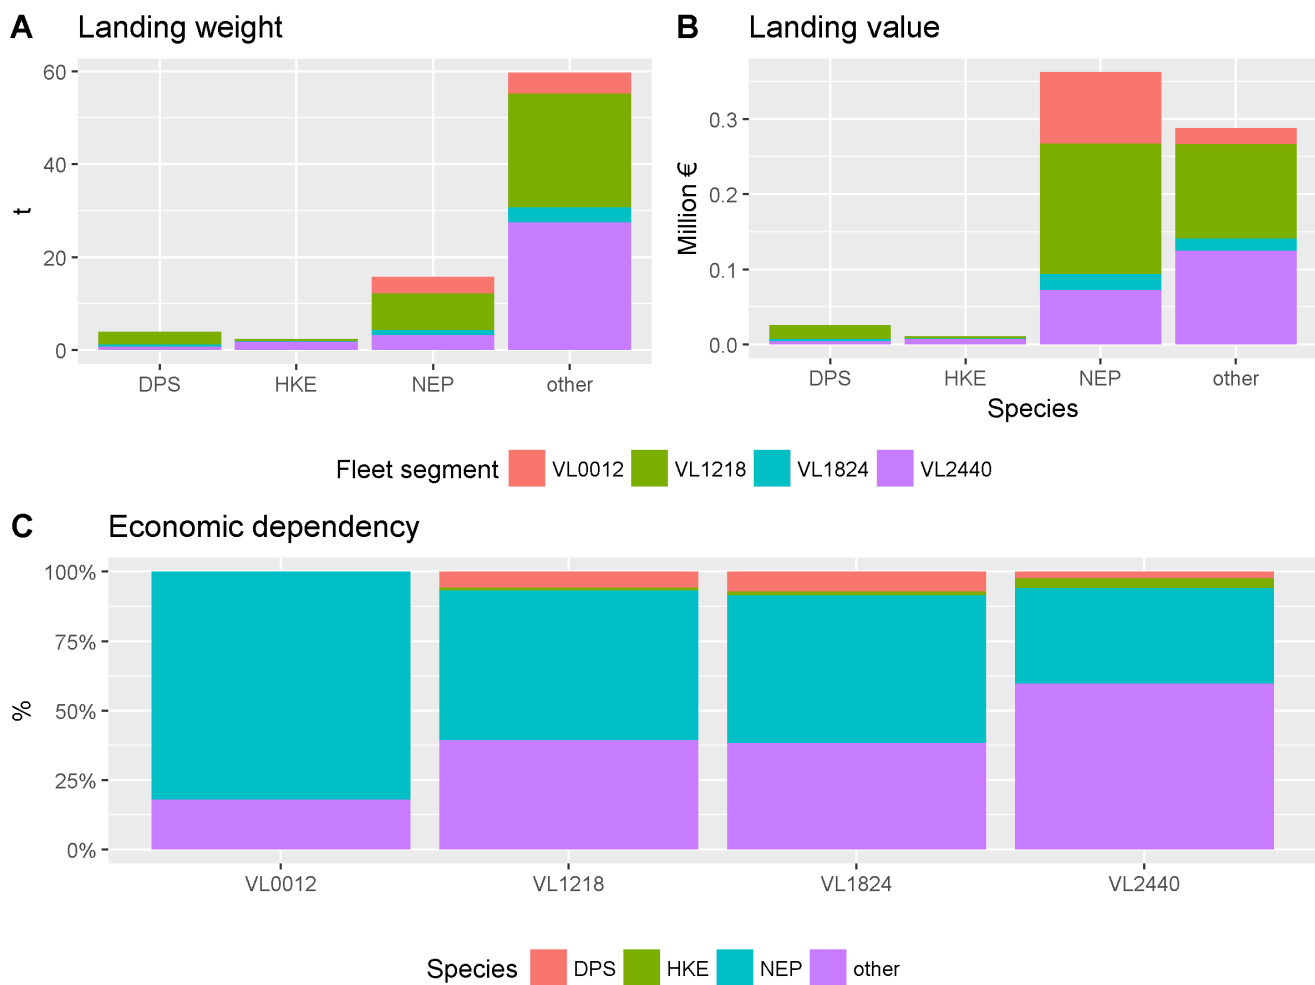 A Landing weight
60
40
20
0
t
DPS HKE NEP other
B Landing value
0.3
0.2
0.1
0.0
Million €
DPS HKE NEP other
Species
Fleet segment VL0012 VL1218 VL1824 VL2440
C Economic dependency
100%
75%
50%
25%
0%
%
VL0012 VL1218 VL1824 VL2440
Species DPS HKE NEP other